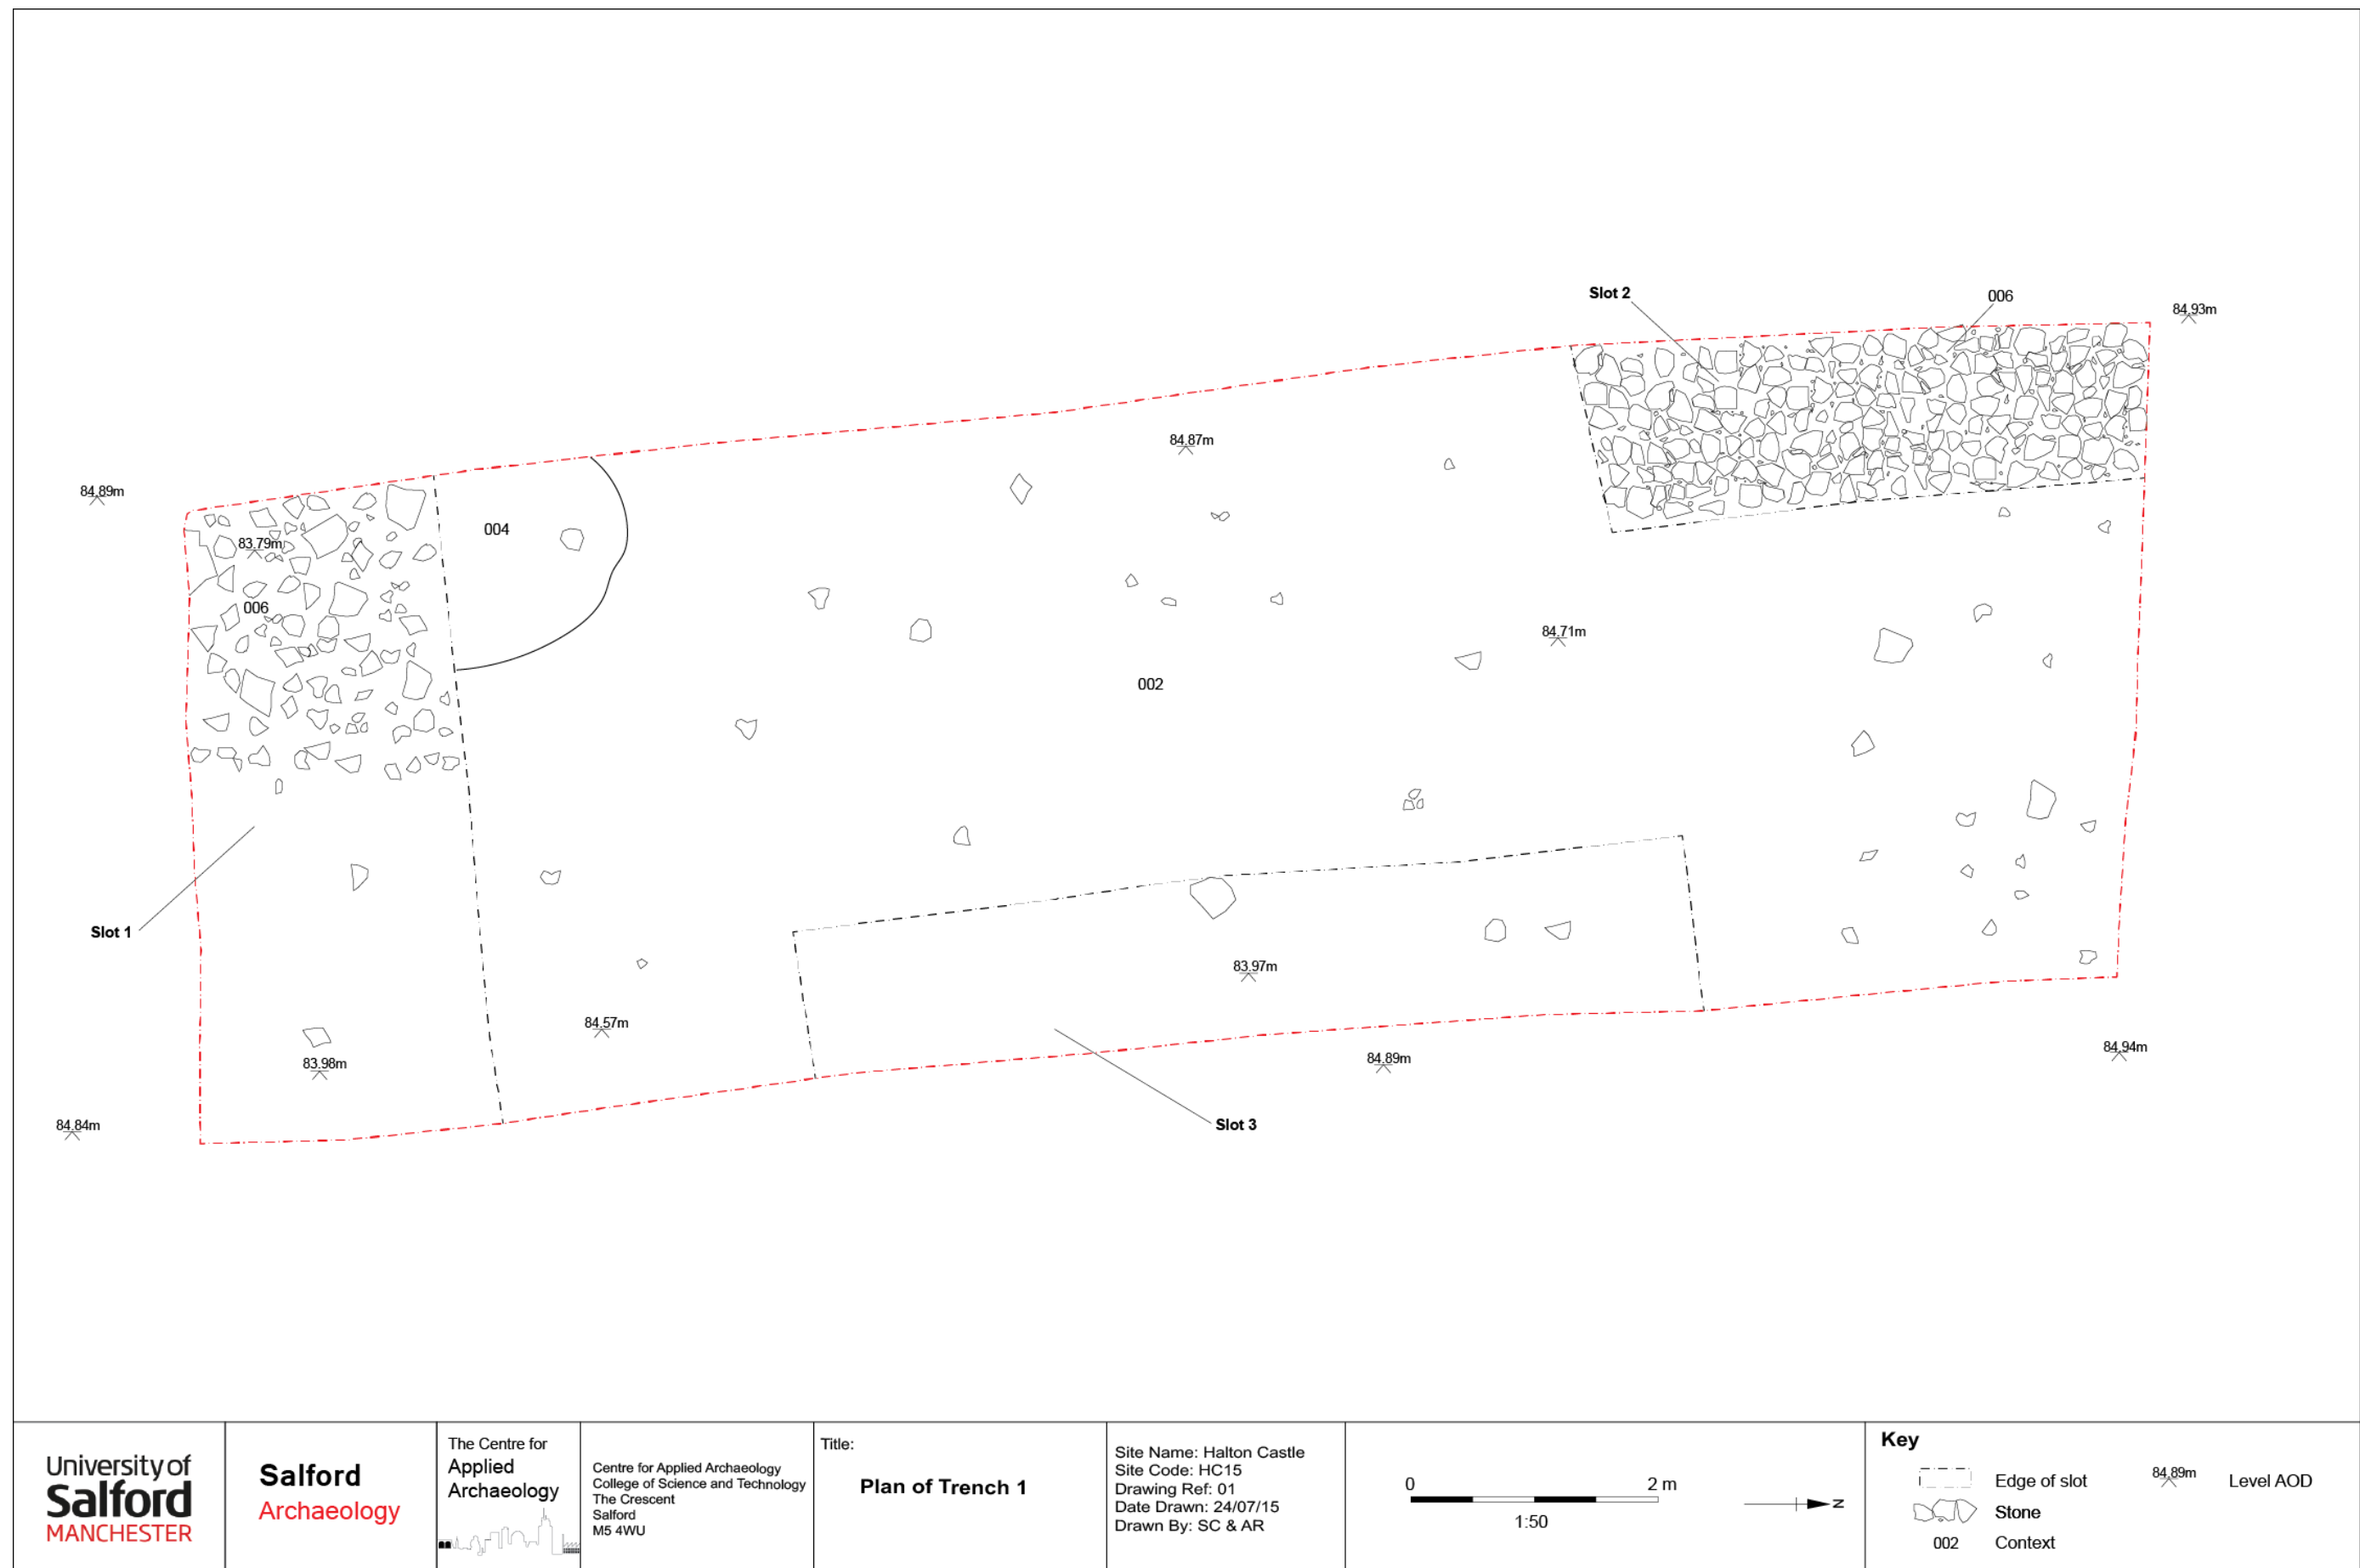 Slot 2
006
84.93m
84.87m
84.89m
004
83.79m
006
84.71m
002
Slot 1
83.97m
84.57m
83.98m
84.89m
84.94m
84.84m
Slot 3
University of
Salford
MANCHESTER
Salford
Archaeology
The Centre for
Applied
Archaeology
Centre for Applied Archaeology
College of Science and Technology
The Crescent
Salford
M5 4WU
Title:
Plan of Trench 1
Site Name: Halton Castle
Site Code: HC15
Drawing Ref: 01
Date Drawn: 24/07/15
Drawn By: SC & AR
0 2 m
1:50
N
Key
Edge of slot
84.89m Level AOD
Stone
002 Context